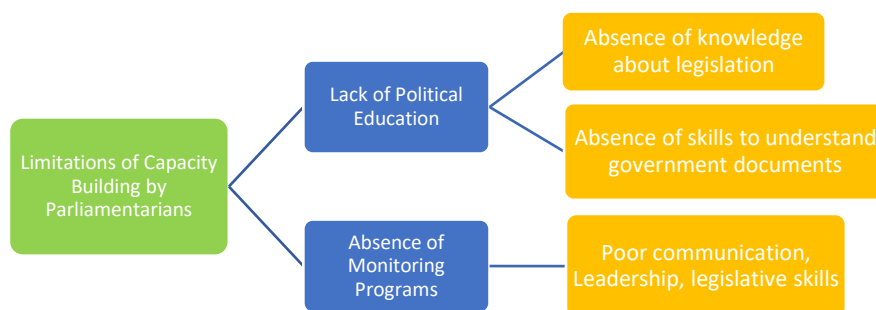 Limitations of Capacity
Building by
Parliamentarians
Lack of Political
Education
Absence of knowledge
about legislation
Absence of skills to understand
government documents
Absence of
Monitoring
Programs
Poor communication,
Leadership, legislative skills